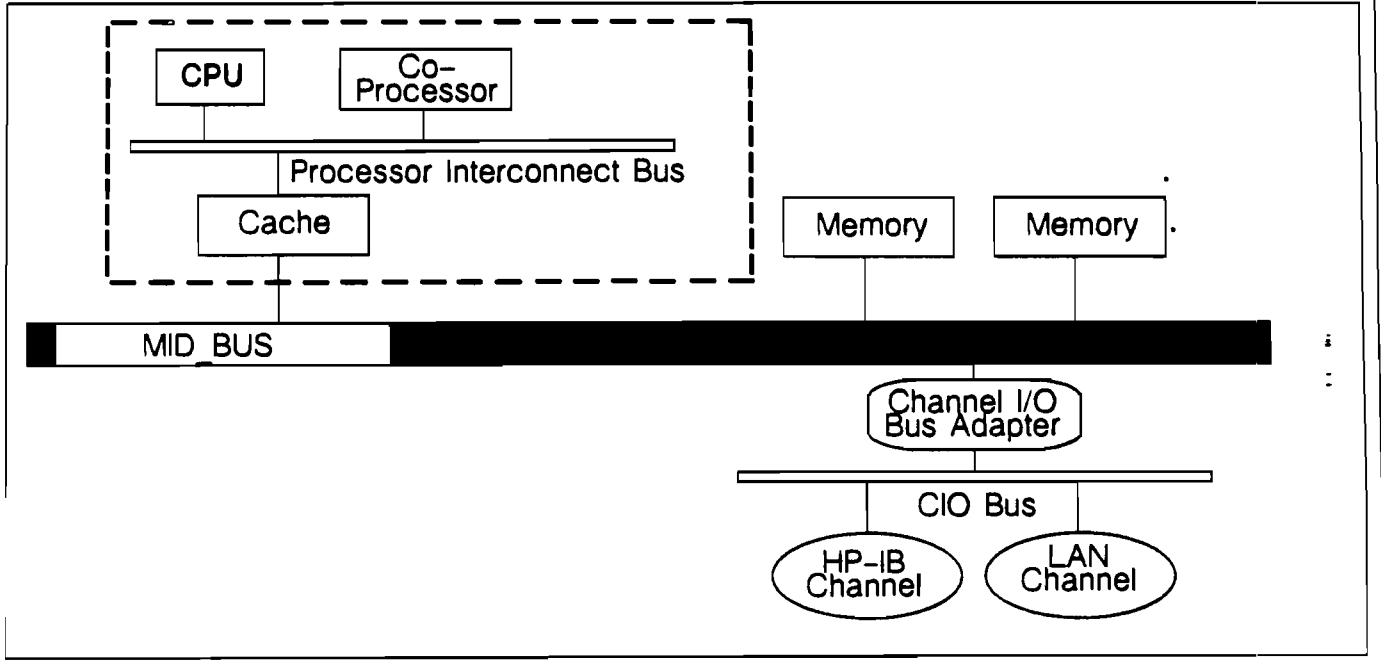 CPU
Co-
Processor
Processor Interconnect Bus
Cache
Memory
Memory
MID_BUS
Channel I/O
Bus Adapter
CIO Bus
HP-IB
Channel
LAN
Channel